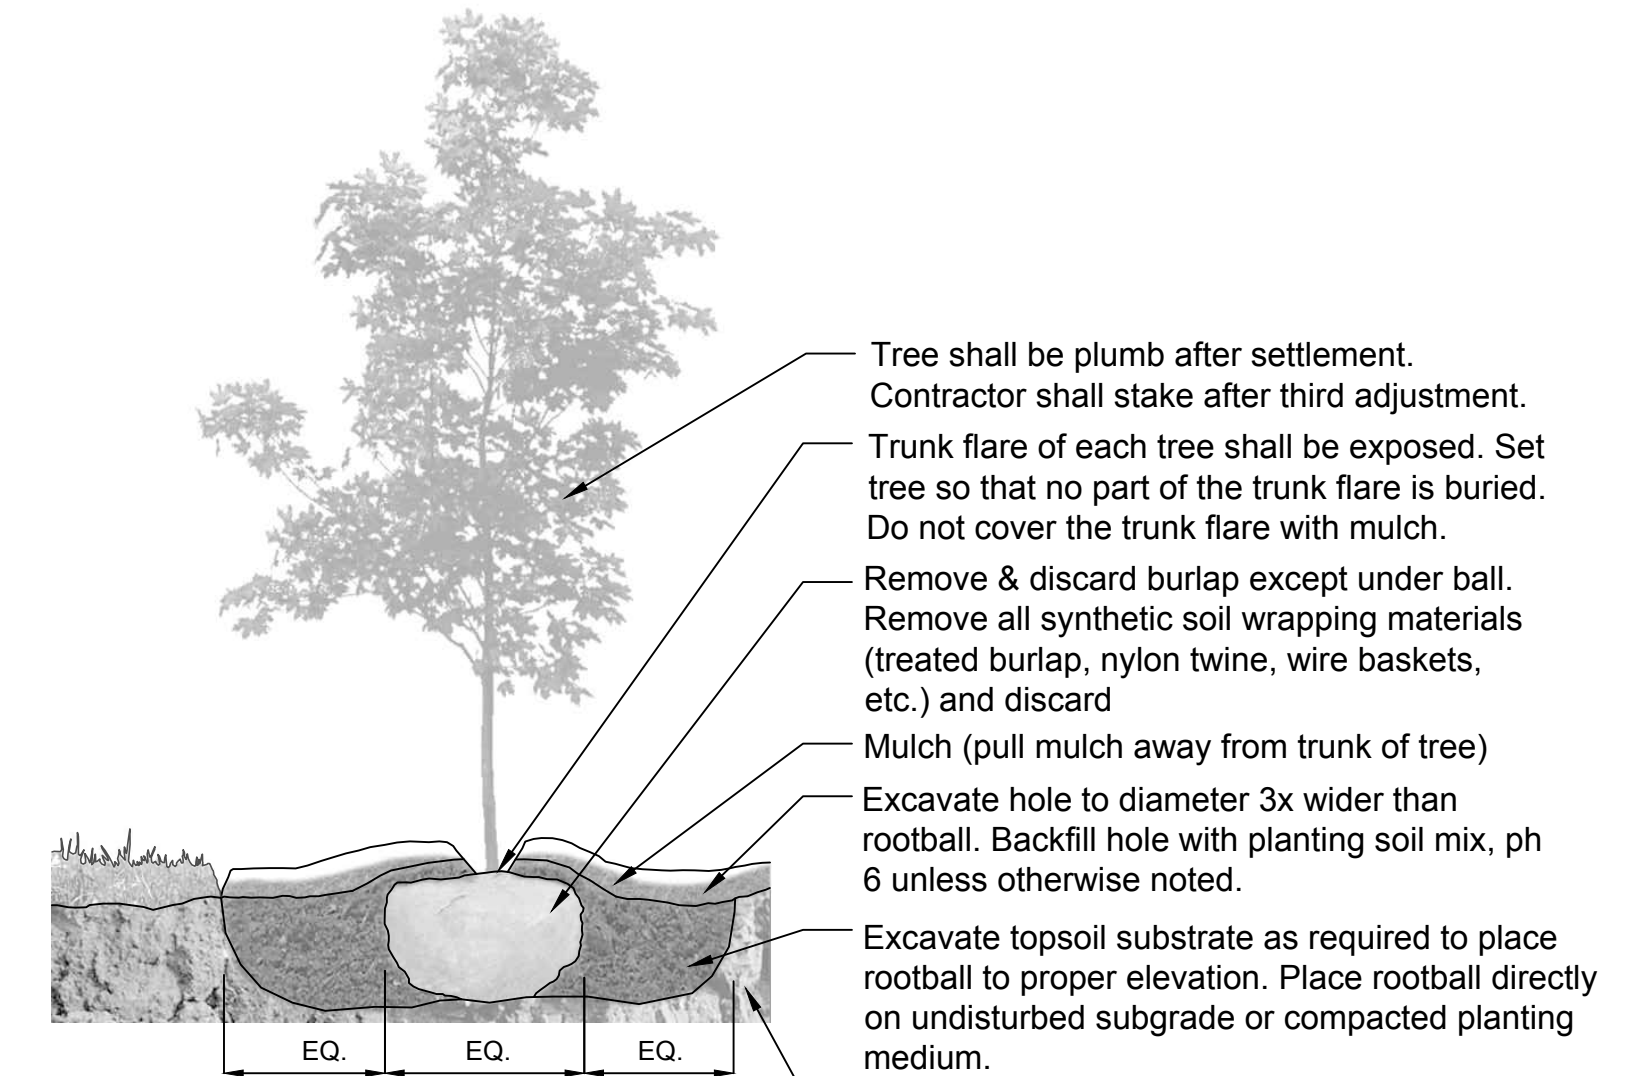 Tree shall be plumb after settlement.
Contractor shall stake after third adjustment.
Trunk flare of each tree shall be exposed. Set
tree so that no part of the trunk flare is buried.
Do not cover the trunk flare with mulch.
Remove & discard burlap except under ball.
Remove all synthetic soil wrapping materials
(treated burlap, nylon twine, wire baskets,
etc.) and discard
Mulch (pull mulch away from trunk of tree)
Excavate hole to diameter 3x wider than
rootball. Backfill hole with planting soil mix, ph
6 unless otherwise noted.
Excavate topsoil substrate as required to place
rootball to proper elevation. Place rootball directly
on undisturbed subgrade or compacted planting
medium.
EQ. EQ. EQ.